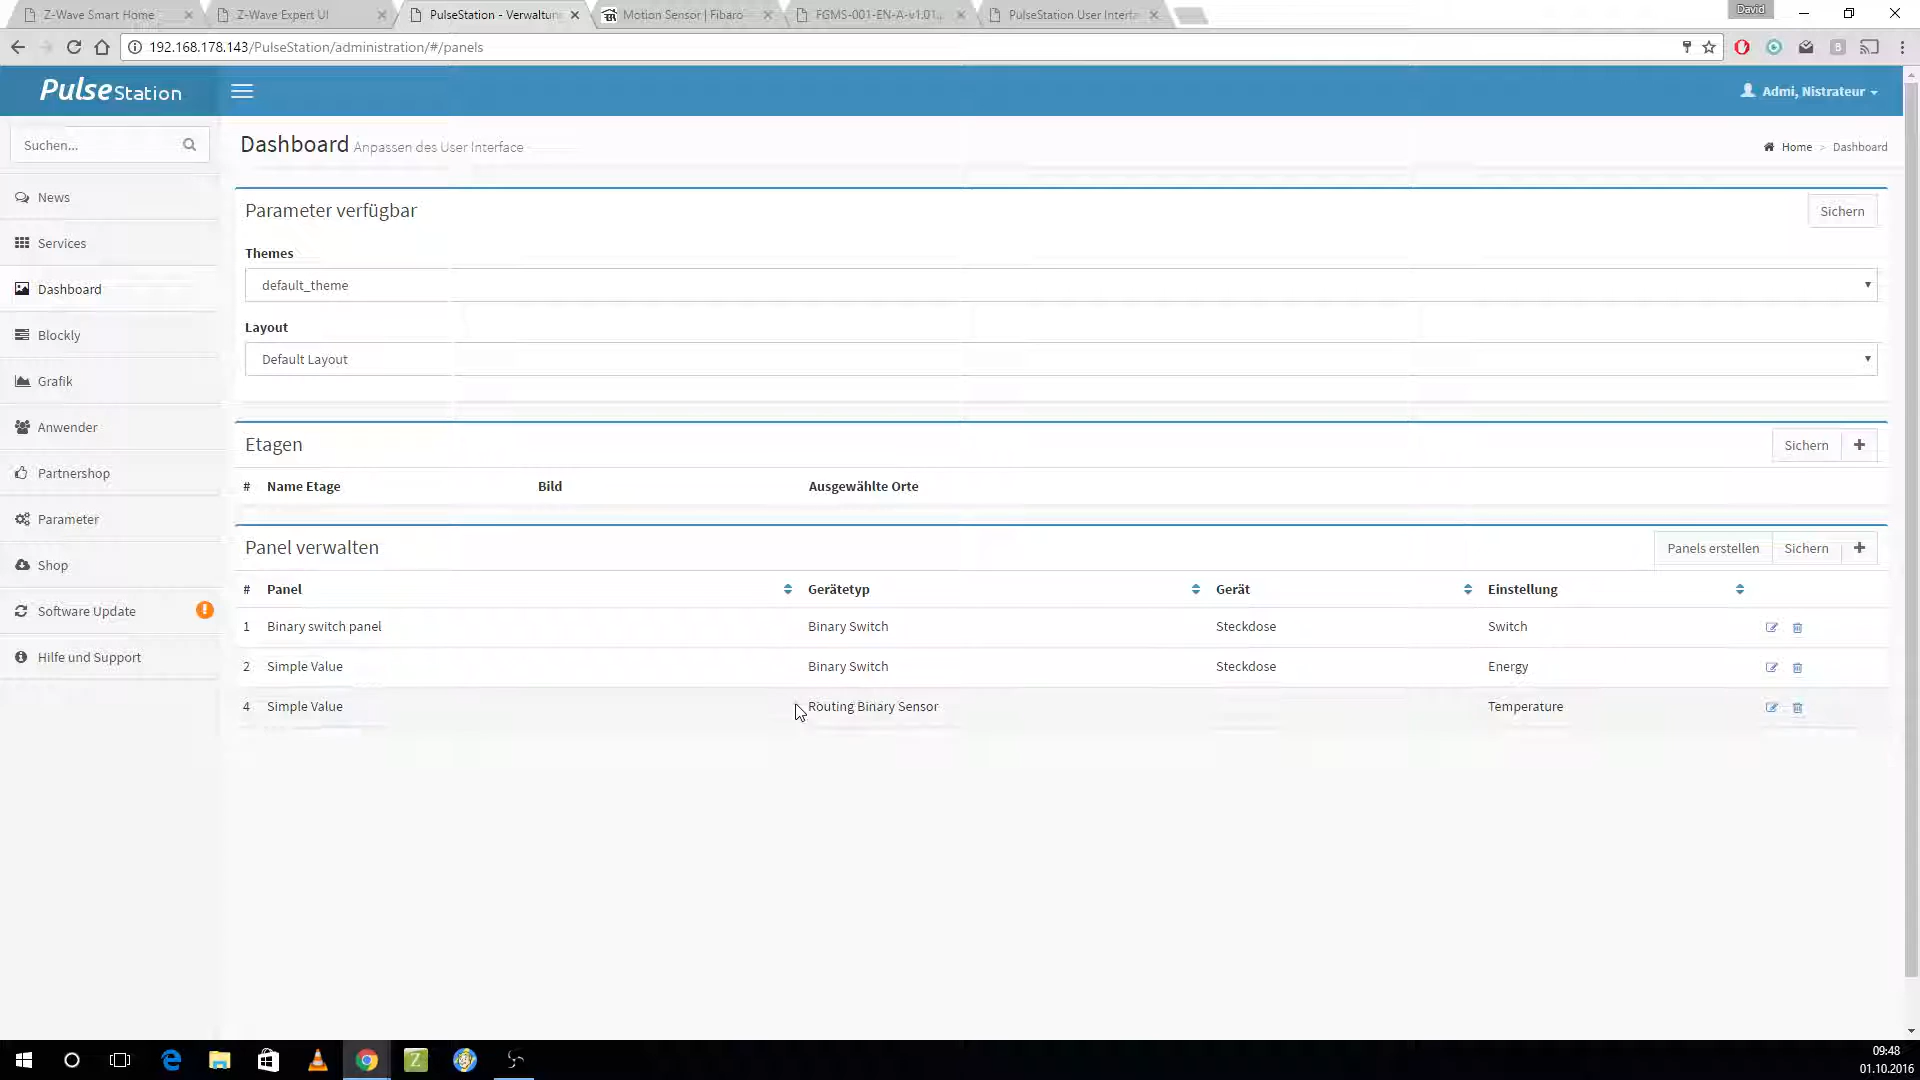 Z-Wave Smart Home
Z-Wave Expert UI
PulseStation - Verwaltun
Motion Sensor | Fibaro
FGMS-001-EN-A-v1.01...
PulseStation User Interfa
David
192.168.178.143/PulseStation/administration/#/panels
PulseStation
Admi, Nistrateur
Suchen...
Dashboard Anpassen des User Interface
Home > Dashboard
News
Services
Dashboard
Blockly
Grafik
Anwender
Partnershop
Parameter
Shop
Software Update
Hilfe und Support
Parameter verfügbar
Sichern
Themes
default_theme
Layout
Default Layout
Etagen
Sichern +
# Name Etage Bild Ausgewählte Orte
Panel verwalten
Panels erstellen Sichern +
# Panel Gerätetyp Gerät Einstellung
1 Binary switch panel Binary Switch Steckdose Switch
2 Simple Value Binary Switch Steckdose Energy
4 Simple Value Routing Binary Sensor Temperature
09:48
01.10.2016